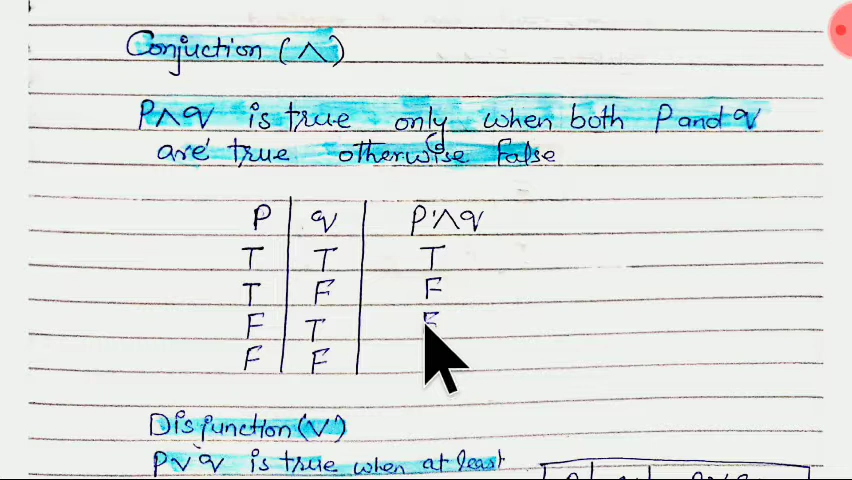 Conjuction (∧)
P∧q is true only when both P and q
are true otherwise False
P q P∧q
T T T
T F F
F T F
F F
Disjunction (∨)
P∨q is true when at least